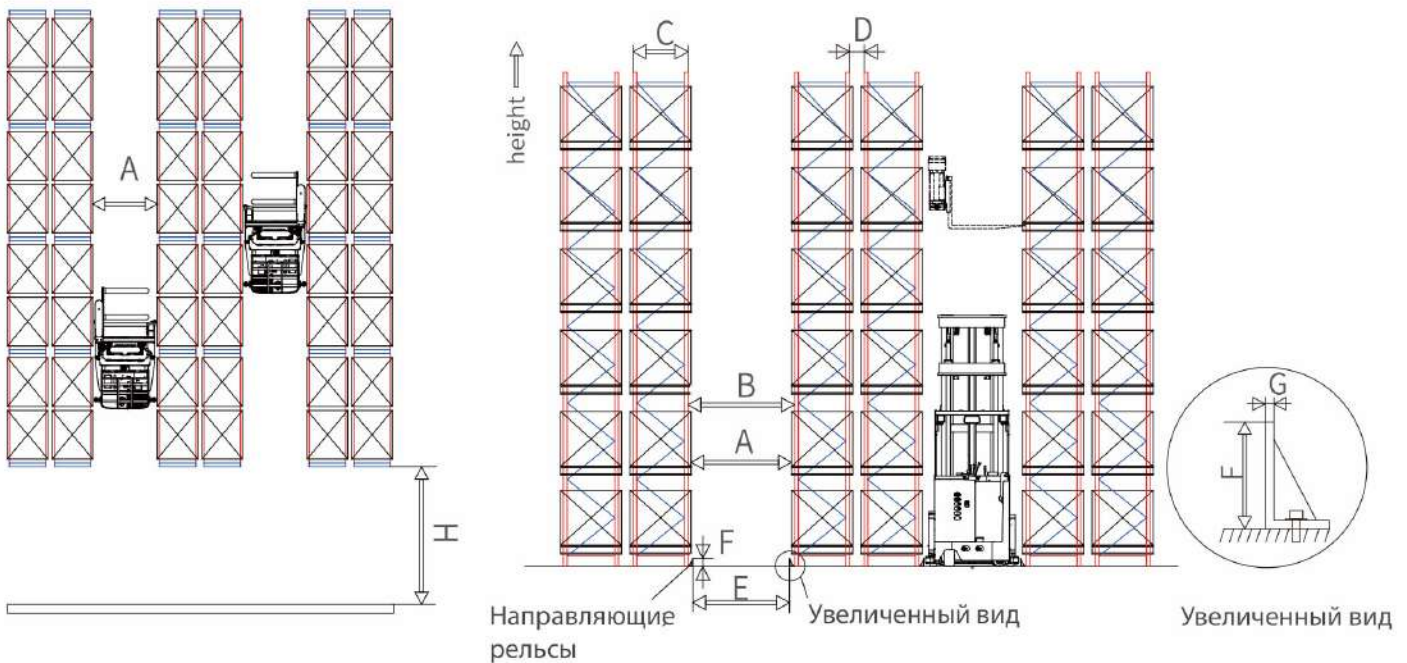 A
H
height
C
D
B
A
F
E
G
F
Направляющие
рельсы
Увеличенный вид
Увеличенный вид